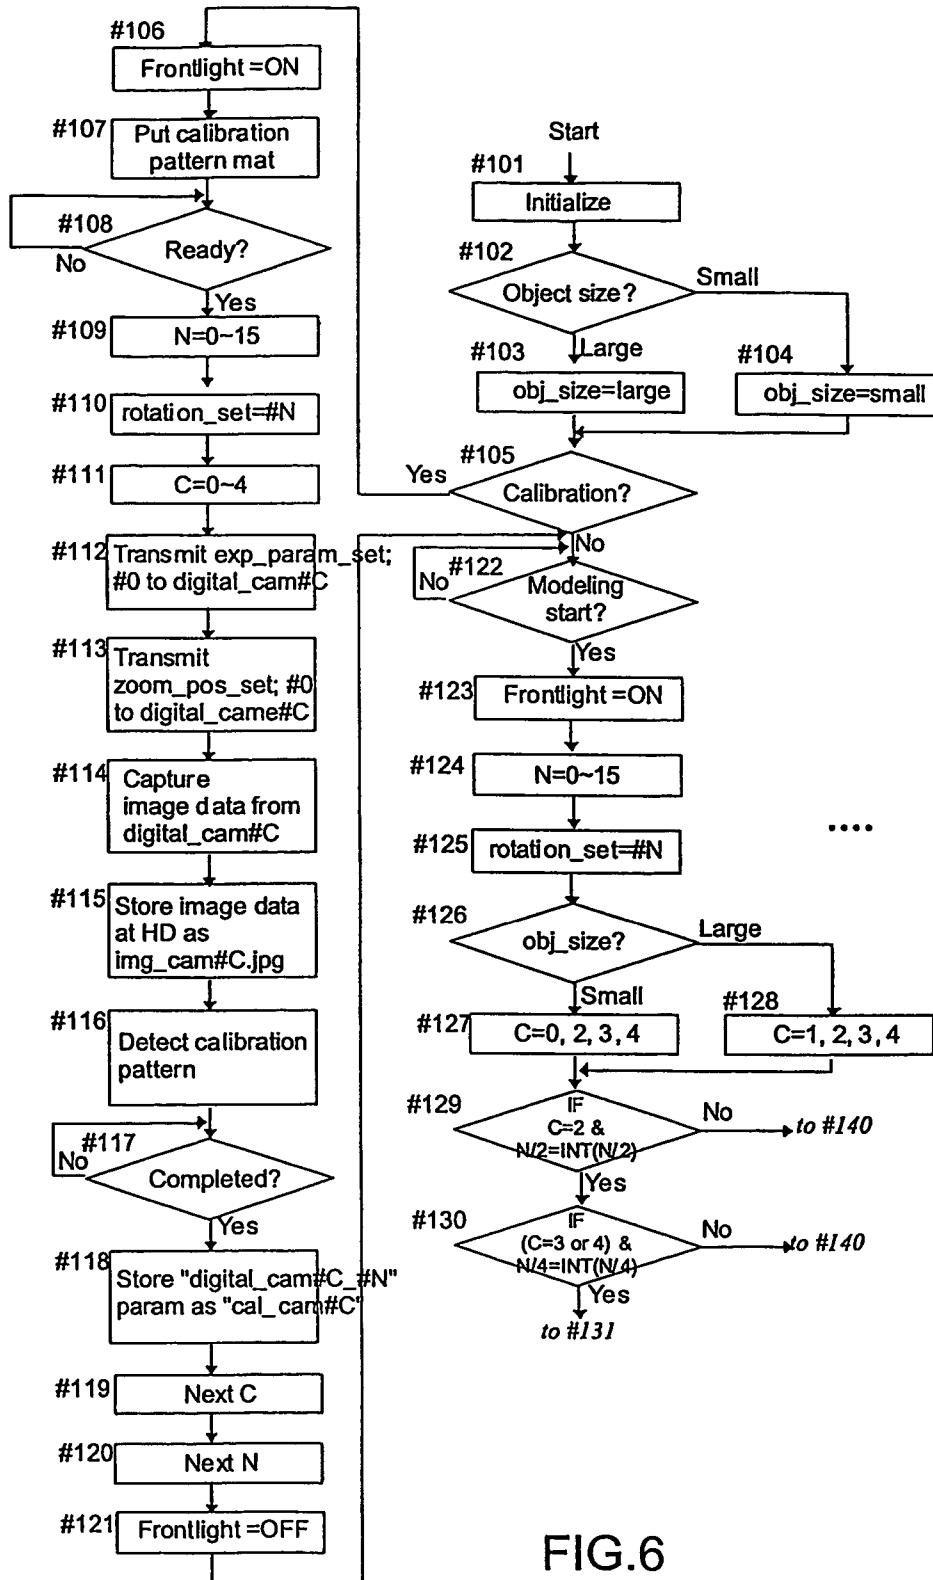 #106
Frontlight =ON
#107
Put calibration
pattern mat
#108
Ready?
No
Yes
#109
N=0~15
#110
rotation_set=#N
#111
C=0~4
#112
Transmit exp_param_set;
#0 to digital_cam#C
#113
Transmit
zoom_pos_set; #0
to digital_came#C
#114
Capture
image data from
digital_cam#C
#115
Store image data
at HD as
img_cam#C.jpg
#116
Detect calibration
pattern
#117
No
Completed?
Yes
#118
Store "digital_cam#C_#N"
param as "cal_cam#C"
#119
Next C
#120
Next N
#121
Frontlight =OFF
Start
#101
Initialize
#102
Object size?
Small
Large
#103
obj_size=large
#104
obj_size=small
#105
Yes
Calibration?
No
#122
No
Modeling
start?
Yes
#123
Frontlight =ON
#124
N=0~15
#125
rotation_set=#N
....
#126
obj_size?
Large
Small
#127
C=0, 2, 3, 4
#128
C=1, 2, 3, 4
#129
IF
C=2 &
N/2=INT(N/2)
No
to #140
Yes
#130
IF
(C=3 or 4) &
N/4=INT(N/4)
No
to #140
Yes
to #131
FIG.6